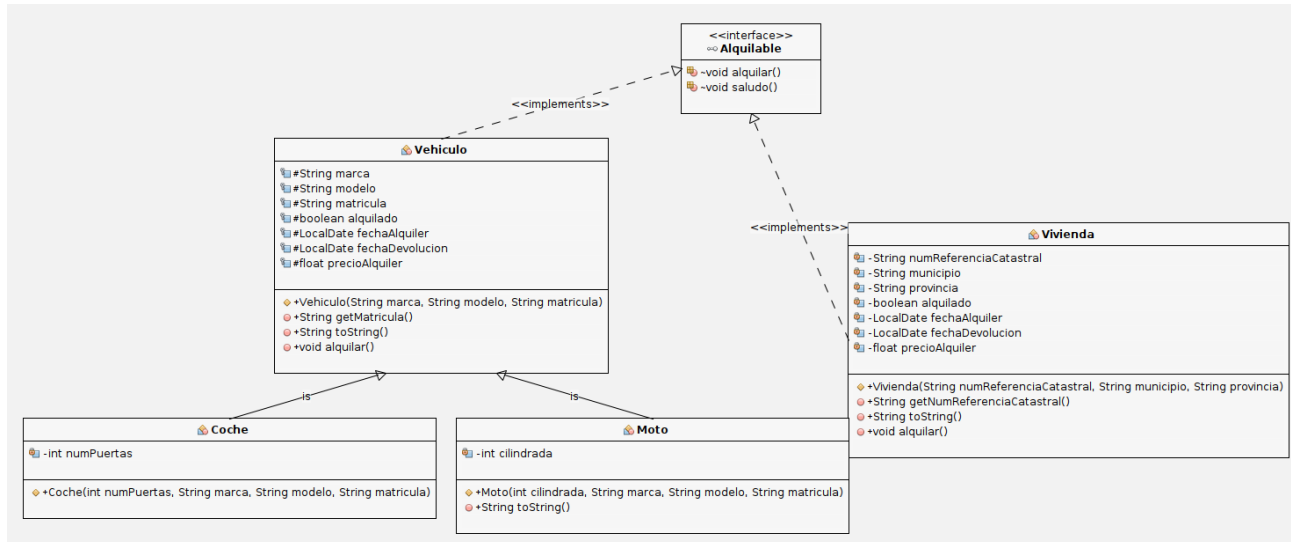 <<interface>>
Alquilable
~void alquilar()
~void saludo()
<<implements>>
Vehiculo
#String marca
#String modelo
#String matricula
#boolean alquilado
#LocalDate fechaAlquiler
#LocalDate fechaDevolucion
#float precioAlquiler
+Vehiculo(String marca, String modelo, String matricula)
+String getMatricula()
+String toString()
+void alquilar()
<<implements>>
Vivienda
-String numReferenciaCatastral
-String municipio
-String provincia
-boolean alquilado
-LocalDate fechaAlquiler
-LocalDate fechaDevolucion
-float precioAlquiler
+Vivienda(String numReferenciaCatastral, String municipio, String provincia)
+String getNumReferenciaCatastral()
+String toString()
+void alquilar()
is
is
Coche
-int numPuertas
+Coche(int numPuertas, String marca, String modelo, String matricula)
Moto
-int cilindrada
+Moto(int cilindrada, String marca, String modelo, String matricula)
+String toString()